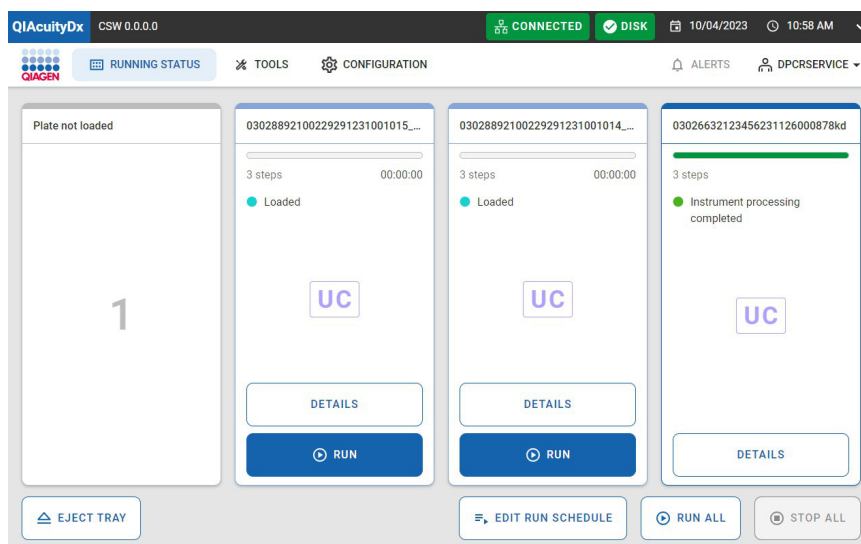 QIAcuityDx CSW 0.0.0.0 CONNECTED DISK 10/04/2023 10:58 AM
QIAGEN RUNNING STATUS TOOLS CONFIGURATION ALERTS DPCRSERVICE
Plate not loaded
1
03028892100229291231001015_...
3 steps 00:00:00
Loaded
UC
DETAILS
RUN
03028892100229291231001014_...
3 steps 00:00:00
Loaded
UC
DETAILS
RUN
03026632123456231126000878kd
3 steps
Instrument processing
completed
UC
DETAILS
EJECT TRAY EDIT RUN SCHEDULE RUN ALL STOP ALL